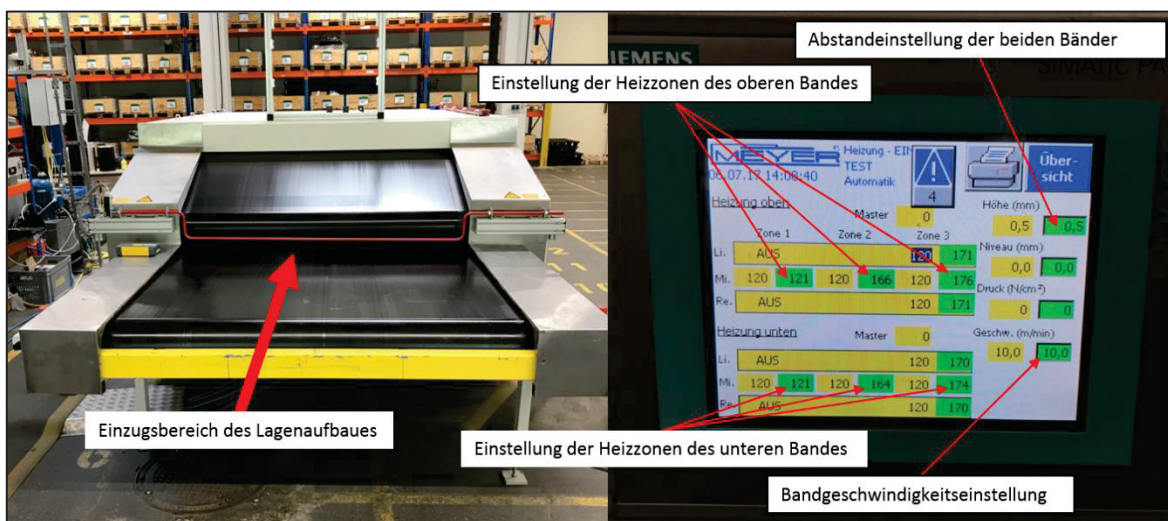 Einzugsbereich des Lagenaufbaues
Abstandeinstellung der beiden Bänder
Einstellung der Heizzonen des oberen Bandes
SIEMENS
SIMATIC PA
MEYER
Heizung - EIN
TEST
Automatik
06.07.17 14:08:40
4
Über-
sicht
Heizung oben
Master 0
Höhe (mm)
0,5 0,5
Zone 1 Zone 2 Zone 3
Niveau (mm)
Li. AUS 120 171
0,0 0,0
Mi. 120 121 120 166 120 176
Druck (N/cm²)
Re. AUS 120 171
0 0
Heizung unten
Master 0
Geschw. (m/min)
10,0 10,0
Li. AUS 120 170
Mi. 120 121 120 164 120 174
Re. AUS 120 170
Einstellung der Heizzonen des unteren Bandes
Bandgeschwindigkeitseinstellung